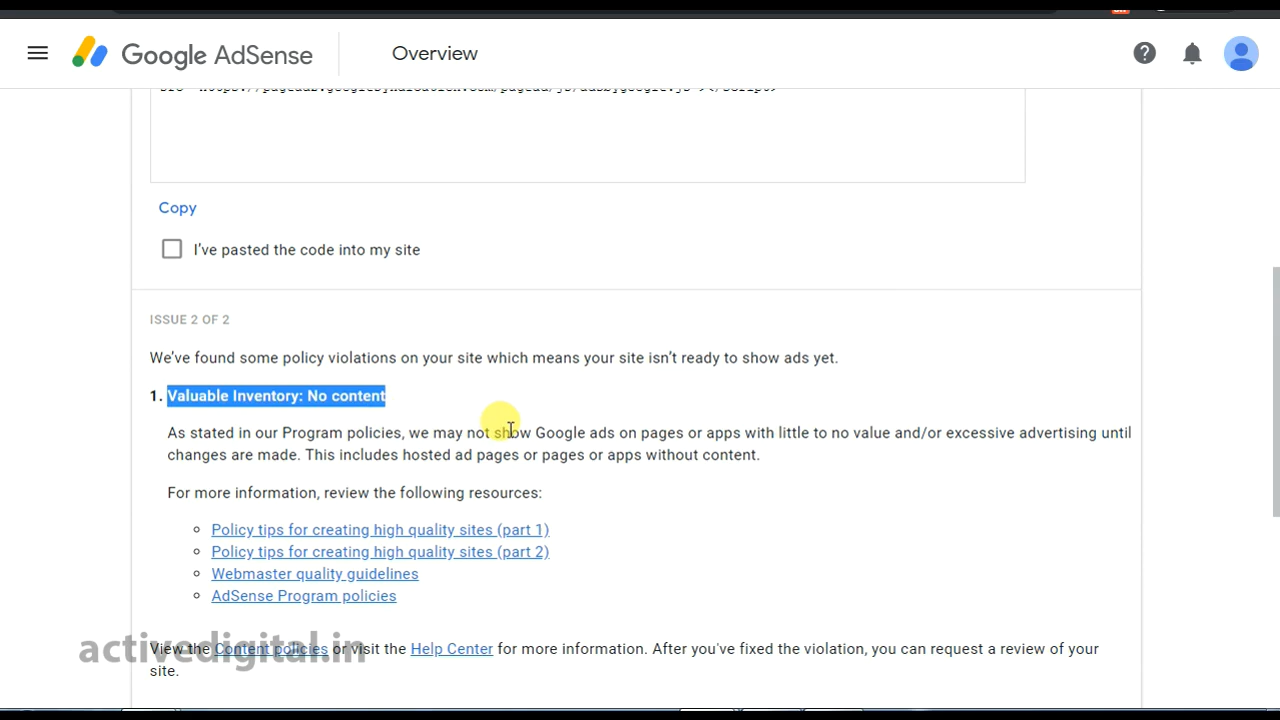 Google AdSense
Overview
Copy
I've pasted the code into my site
ISSUE 2 OF 2
We've found some policy violations on your site which means your site isn't ready to show ads yet.
1. Valuable Inventory: No content
As stated in our Program policies, we may not show Google ads on pages or apps with little to no value and/or excessive advertising until
changes are made. This includes hosted ad pages or pages or apps without content.
For more information, review the following resources:
Policy tips for creating high quality sites (part 1)
Policy tips for creating high quality sites (part 2)
Webmaster quality guidelines
AdSense Program policies
activedigital.in
View the Content policies or visit the Help Center for more information. After you've fixed the violation, you can request a review of your
site.